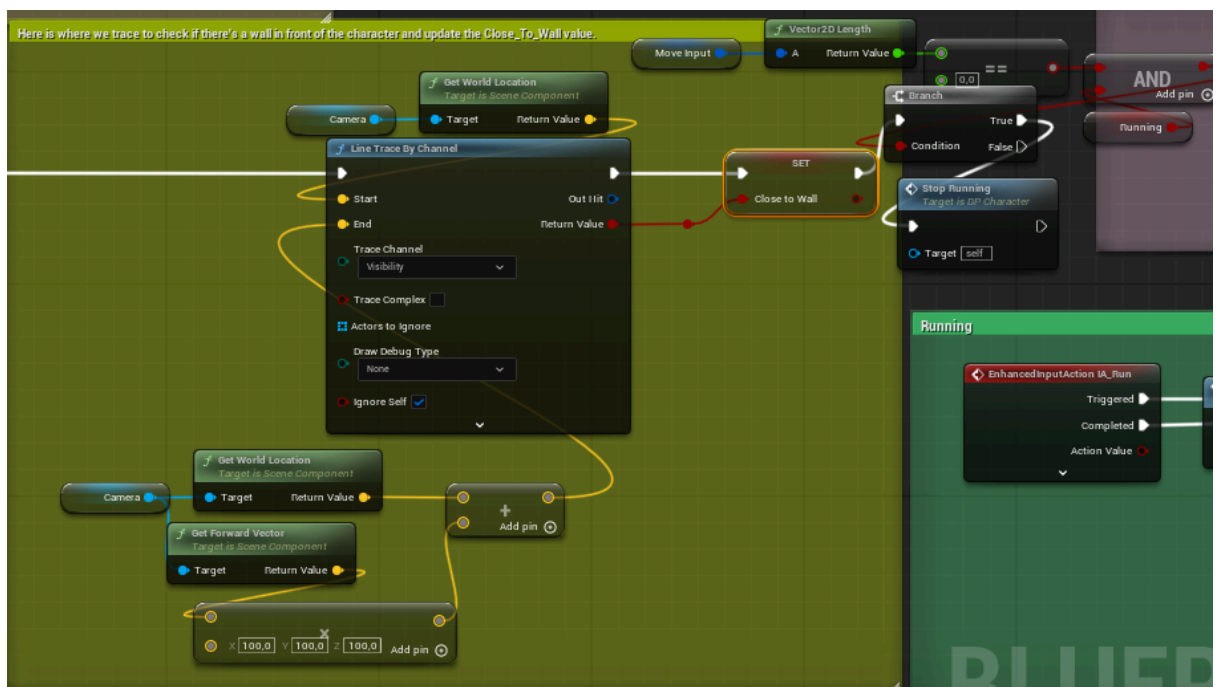 Here is where we trace to check if there's a wall in front of the character and update the Close_To_Wall value.
Move Input
Vector2D Length
A Return Value
0,0 ==
AND
Add pin
Running
Get World Location
Target is Scene Component
Camera
Target Return Value
Branch
True
Condition False
Line Trace By Channel
Start Out Hit
End Return Value
Trace Channel
Visibility
Trace Complex
Actors to Ignore
Draw Debug Type
None
Ignore Self
SET
Close to Wall
Stop Running
Target is DP Character
Target self
Running
EnhancedInputAction IA_Run
Triggered
Completed
Action Value
Get World Location
Target is Scene Component
Camera
Target Return Value
Get Forward Vector
Target is Scene Component
Target Return Value
+
Add pin
×
X 100,0 Y 100,0 Z 100,0 Add pin
BLUEP